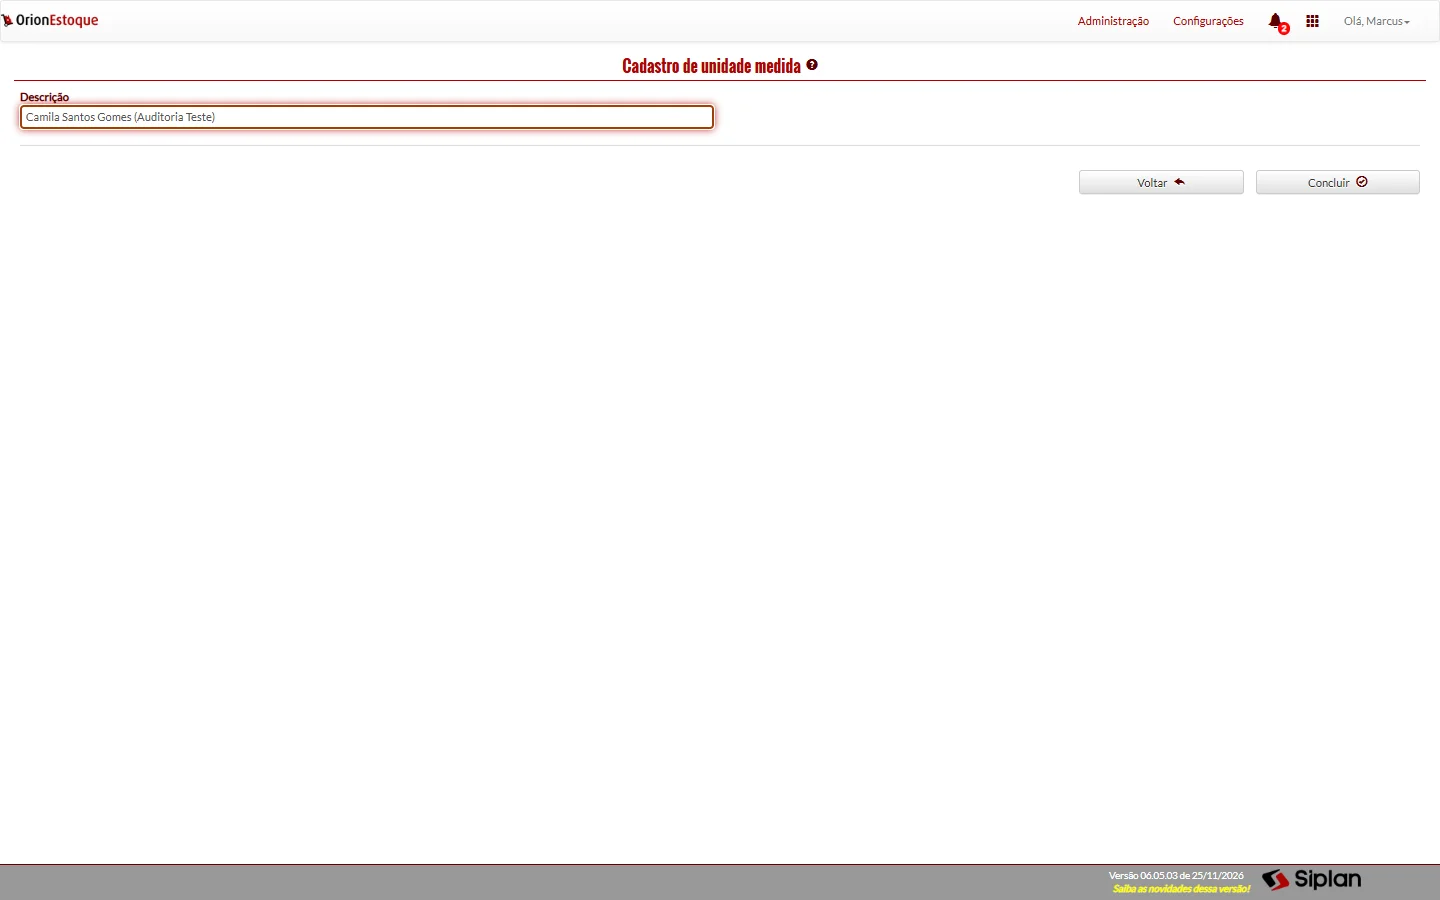 OrionEstoque
Administração
Configurações
2
Olá, Marcus
Cadastro de unidade medida
Descrição
Camila Santos Gomes (Auditoria Teste)
Voltar
Concluir
Versão 06.05.03 de 25/11/2026
Saiba as novidades dessa versão!
Siplan